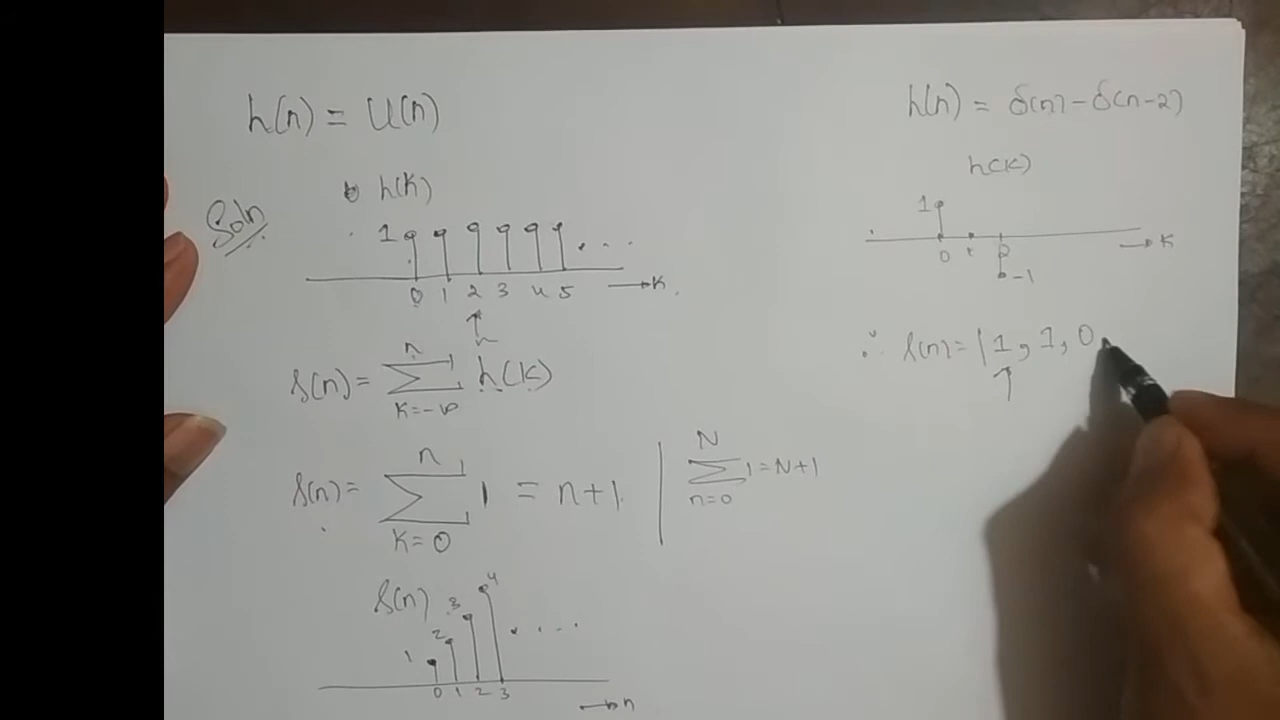 h(n) = U(n)
Soln
h(K)
1
0 1 2 3 4 5 → K
n
s(n) = ∑_{K=-∞}^{n} h(K)
s(n) = ∑_{K=0}^{n} 1 = n+1
∑_{n=0}^{N} 1 = N+1
s(n)
1 2 3 4
0 1 2 3
→ n
h(n) = δ(n) - δ(n-2)
h(K)
1
0 1 2 → K
-1
∴ s(n) = { 1, 1, 0
↑